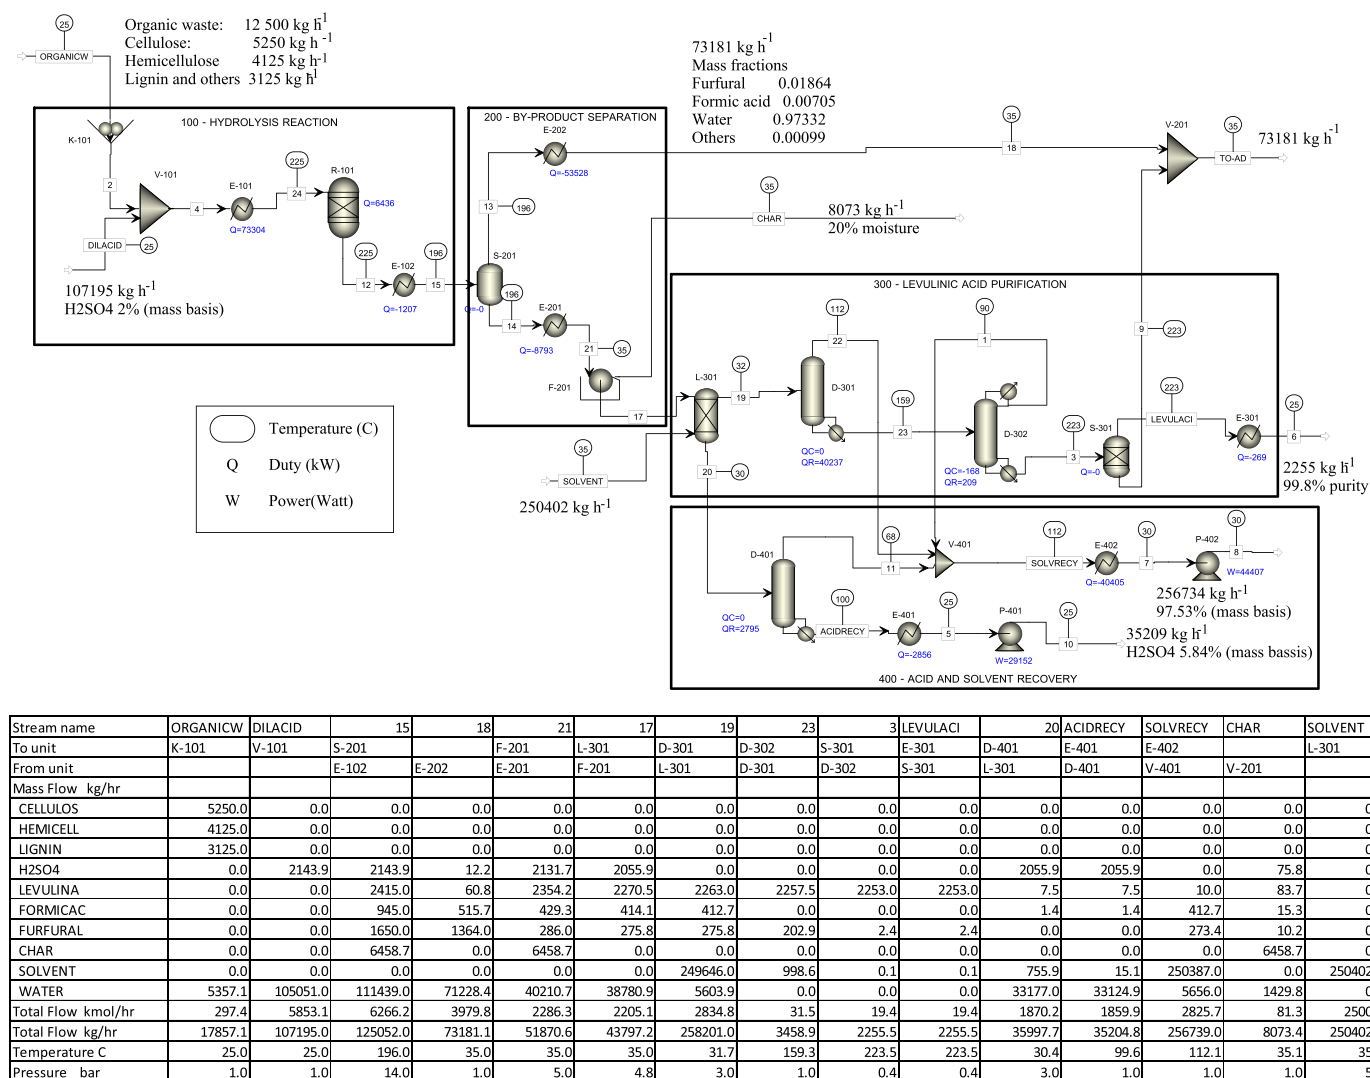 25
ORGANICW
Organic waste: 12 500 kg h-1
Cellulose: 5250 kg h -1
Hemicellulose 4125 kg h-1
Lignin and others 3125 kg h-1
73181 kg h-1
Mass fractions
Furfural 0.01864
Formic acid 0.00705
Water 0.97332
Others 0.00099
100 - HYDROLYSIS REACTION
K-101
2
V-101
4
E-101
Q=73304
225
24
R-101
Q=6436
DILACID
25
107195 kg h-1
H2SO4 2% (mass basis)
225
12
E-102
Q=-1207
196
15
200 - BY-PRODUCT SEPARATION
E-202
Q=-53528
13
196
S-201
Q=-0
196
14
E-201
Q=-8793
21
35
F-201
17
35
18
V-201
35
TO-AD
73181 kg h-1
35
CHAR
8073 kg h-1
20% moisture
Temperature (C)
Q Duty (kW)
W Power(Watt)
35
SOLVENT
250402 kg h-1
300 - LEVULINIC ACID PURIFICATION
L-301
32
19
112
22
D-301
QC=0
QR=40237
159
23
90
1
D-302
QC=-168
QR=209
223
3
S-301
Q=-0
9
223
223
LEVULACI
E-301
Q=-269
25
6
2255 kg h-1
99.8% purity
20
30
D-401
QC=0
QR=2795
68
11
V-401
112
SOLVRECY
E-402
Q=-40405
30
7
P-402
W=44407
30
8
256734 kg h-1
97.53% (mass basis)
100
ACIDRECY
E-401
Q=-2856
25
5
P-401
W=29152
25
10
35209 kg h-1
H2SO4 5.84% (mass bassis)
400 - ACID AND SOLVENT RECOVERY
Stream name ORGANICW DILACID 15 18 21 17 19 23 3 LEVULACI 20 ACIDRECY SOLVRECY CHAR SOLVENT
To unit K-101 V-101 S-201 F-201 L-301 D-301 D-302 S-301 E-301 D-401 E-401 E-402 L-301
From unit E-102 E-202 E-201 F-201 L-301 D-301 D-302 S-301 L-301 D-401 V-401 V-201
Mass Flow kg/hr
CELLULOS 5250.0 0.0 0.0 0.0 0.0 0.0 0.0 0.0 0.0 0.0 0.0 0.0 0.0 0.0 0
HEMICELL 4125.0 0.0 0.0 0.0 0.0 0.0 0.0 0.0 0.0 0.0 0.0 0.0 0.0 0.0 0
LIGNIN 3125.0 0.0 0.0 0.0 0.0 0.0 0.0 0.0 0.0 0.0 0.0 0.0 0.0 0.0 0
H2SO4 0.0 2143.9 2143.9 12.2 2131.7 2055.9 0.0 0.0 0.0 0.0 2055.9 2055.9 0.0 75.8 0
LEVULINA 0.0 0.0 2415.0 60.8 2354.2 2270.5 2263.0 2257.5 2253.0 2253.0 7.5 7.5 10.0 83.7 0
FORMICAC 0.0 0.0 945.0 515.7 429.3 414.1 412.7 0.0 0.0 0.0 1.4 1.4 412.7 15.3 0
FURFURAL 0.0 0.0 1650.0 1364.0 286.0 275.8 275.8 202.9 2.4 2.4 0.0 0.0 273.4 10.2 0
CHAR 0.0 0.0 6458.7 0.0 6458.7 0.0 0.0 0.0 0.0 0.0 0.0 0.0 0.0 6458.7 0
SOLVENT 0.0 0.0 0.0 0.0 0.0 0.0 249646.0 998.6 0.1 0.1 755.9 15.1 250387.0 0.0 250402
WATER 5357.1 105051.0 111439.0 71228.4 40210.7 38780.9 5603.9 0.0 0.0 0.0 33177.0 33124.9 5656.0 1429.8 0
Total Flow kmol/hr 297.4 5853.1 6266.2 3979.8 2286.3 2205.1 2834.8 31.5 19.4 19.4 1870.2 1859.9 2825.7 81.3 2500
Total Flow kg/hr 17857.1 107195.0 125052.0 73181.1 51870.6 43797.2 258201.0 3458.9 2255.5 2255.5 35997.7 35204.8 256739.0 8073.4 250402
Temperature C 25.0 25.0 196.0 35.0 35.0 35.0 31.7 159.3 223.5 223.5 30.4 99.6 112.1 35.1 35
Pressure bar 1.0 1.0 14.0 1.0 5.0 4.8 3.0 1.0 0.4 0.4 3.0 1.0 1.0 1.0 5